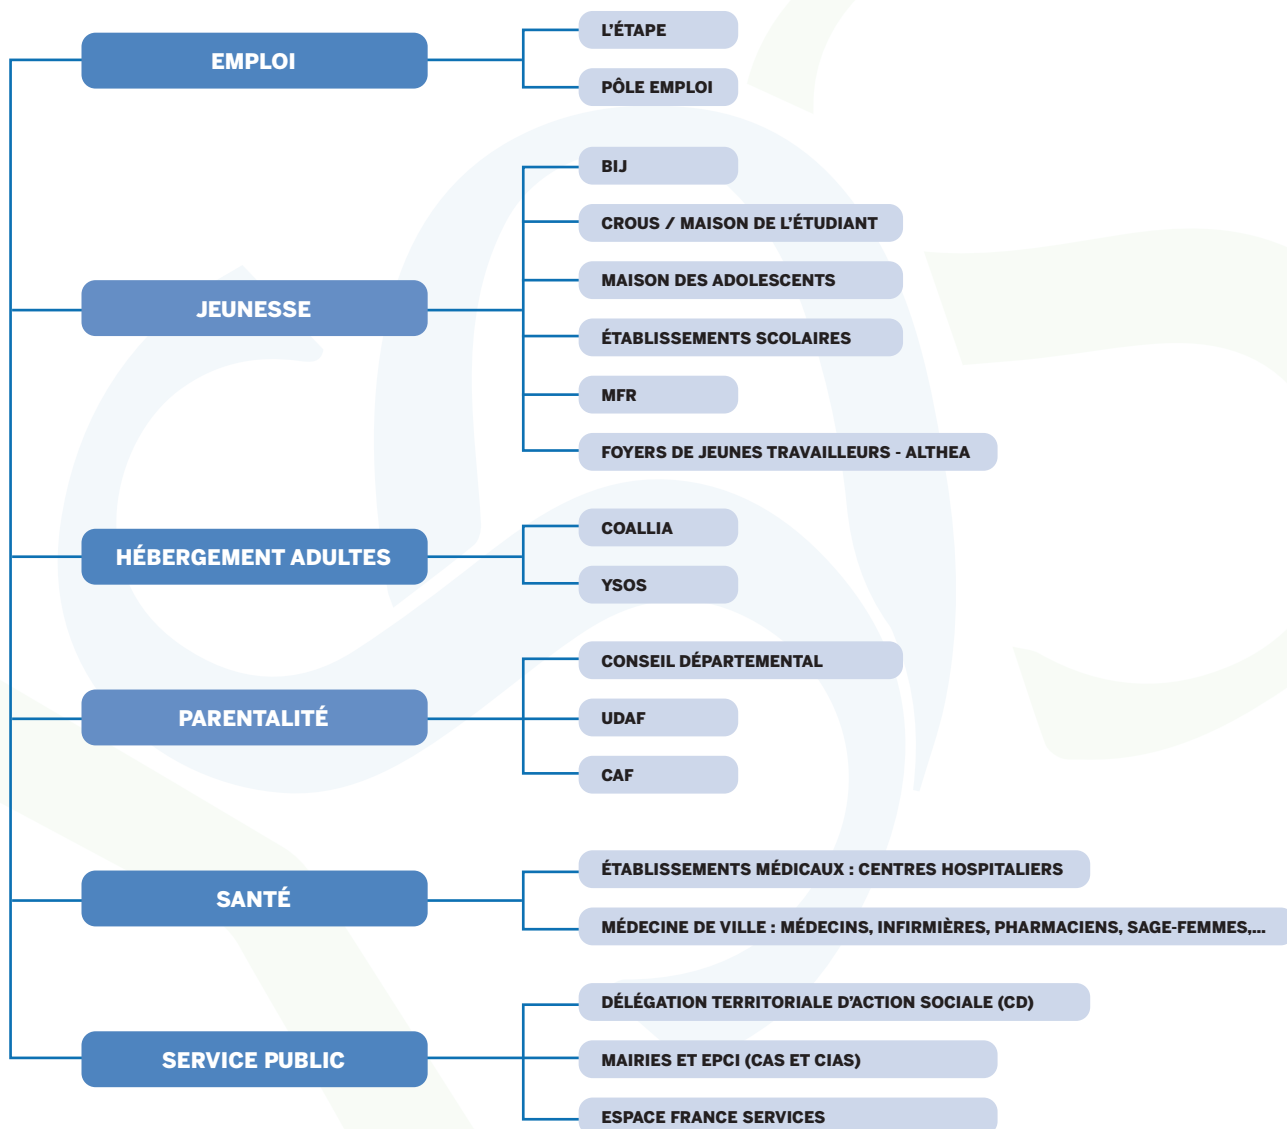 EMPLOI
L'ÉTAPE
PÔLE EMPLOI
JEUNESSE
BIJ
CROUS / MAISON DE L'ÉTUDIANT
MAISON DES ADOLESCENTS
ÉTABLISSEMENTS SCOLAIRES
MFR
FOYERS DE JEUNES TRAVAILLEURS - ALTHEA
HÉBERGEMENT ADULTES
COALLIA
YSOS
PARENTALITÉ
CONSEIL DÉPARTEMENTAL
UDAF
CAF
SANTÉ
ÉTABLISSEMENTS MÉDICAUX : CENTRES HOSPITALIERS
MÉDECINE DE VILLE : MÉDECINS, INFIRMIÈRES, PHARMACIENS, SAGE-FEMMES,...
SERVICE PUBLIC
DÉLÉGATION TERRITORIALE D'ACTION SOCIALE (CD)
MAIRIES ET EPCI (CAS ET CIAS)
ESPACE FRANCE SERVICES